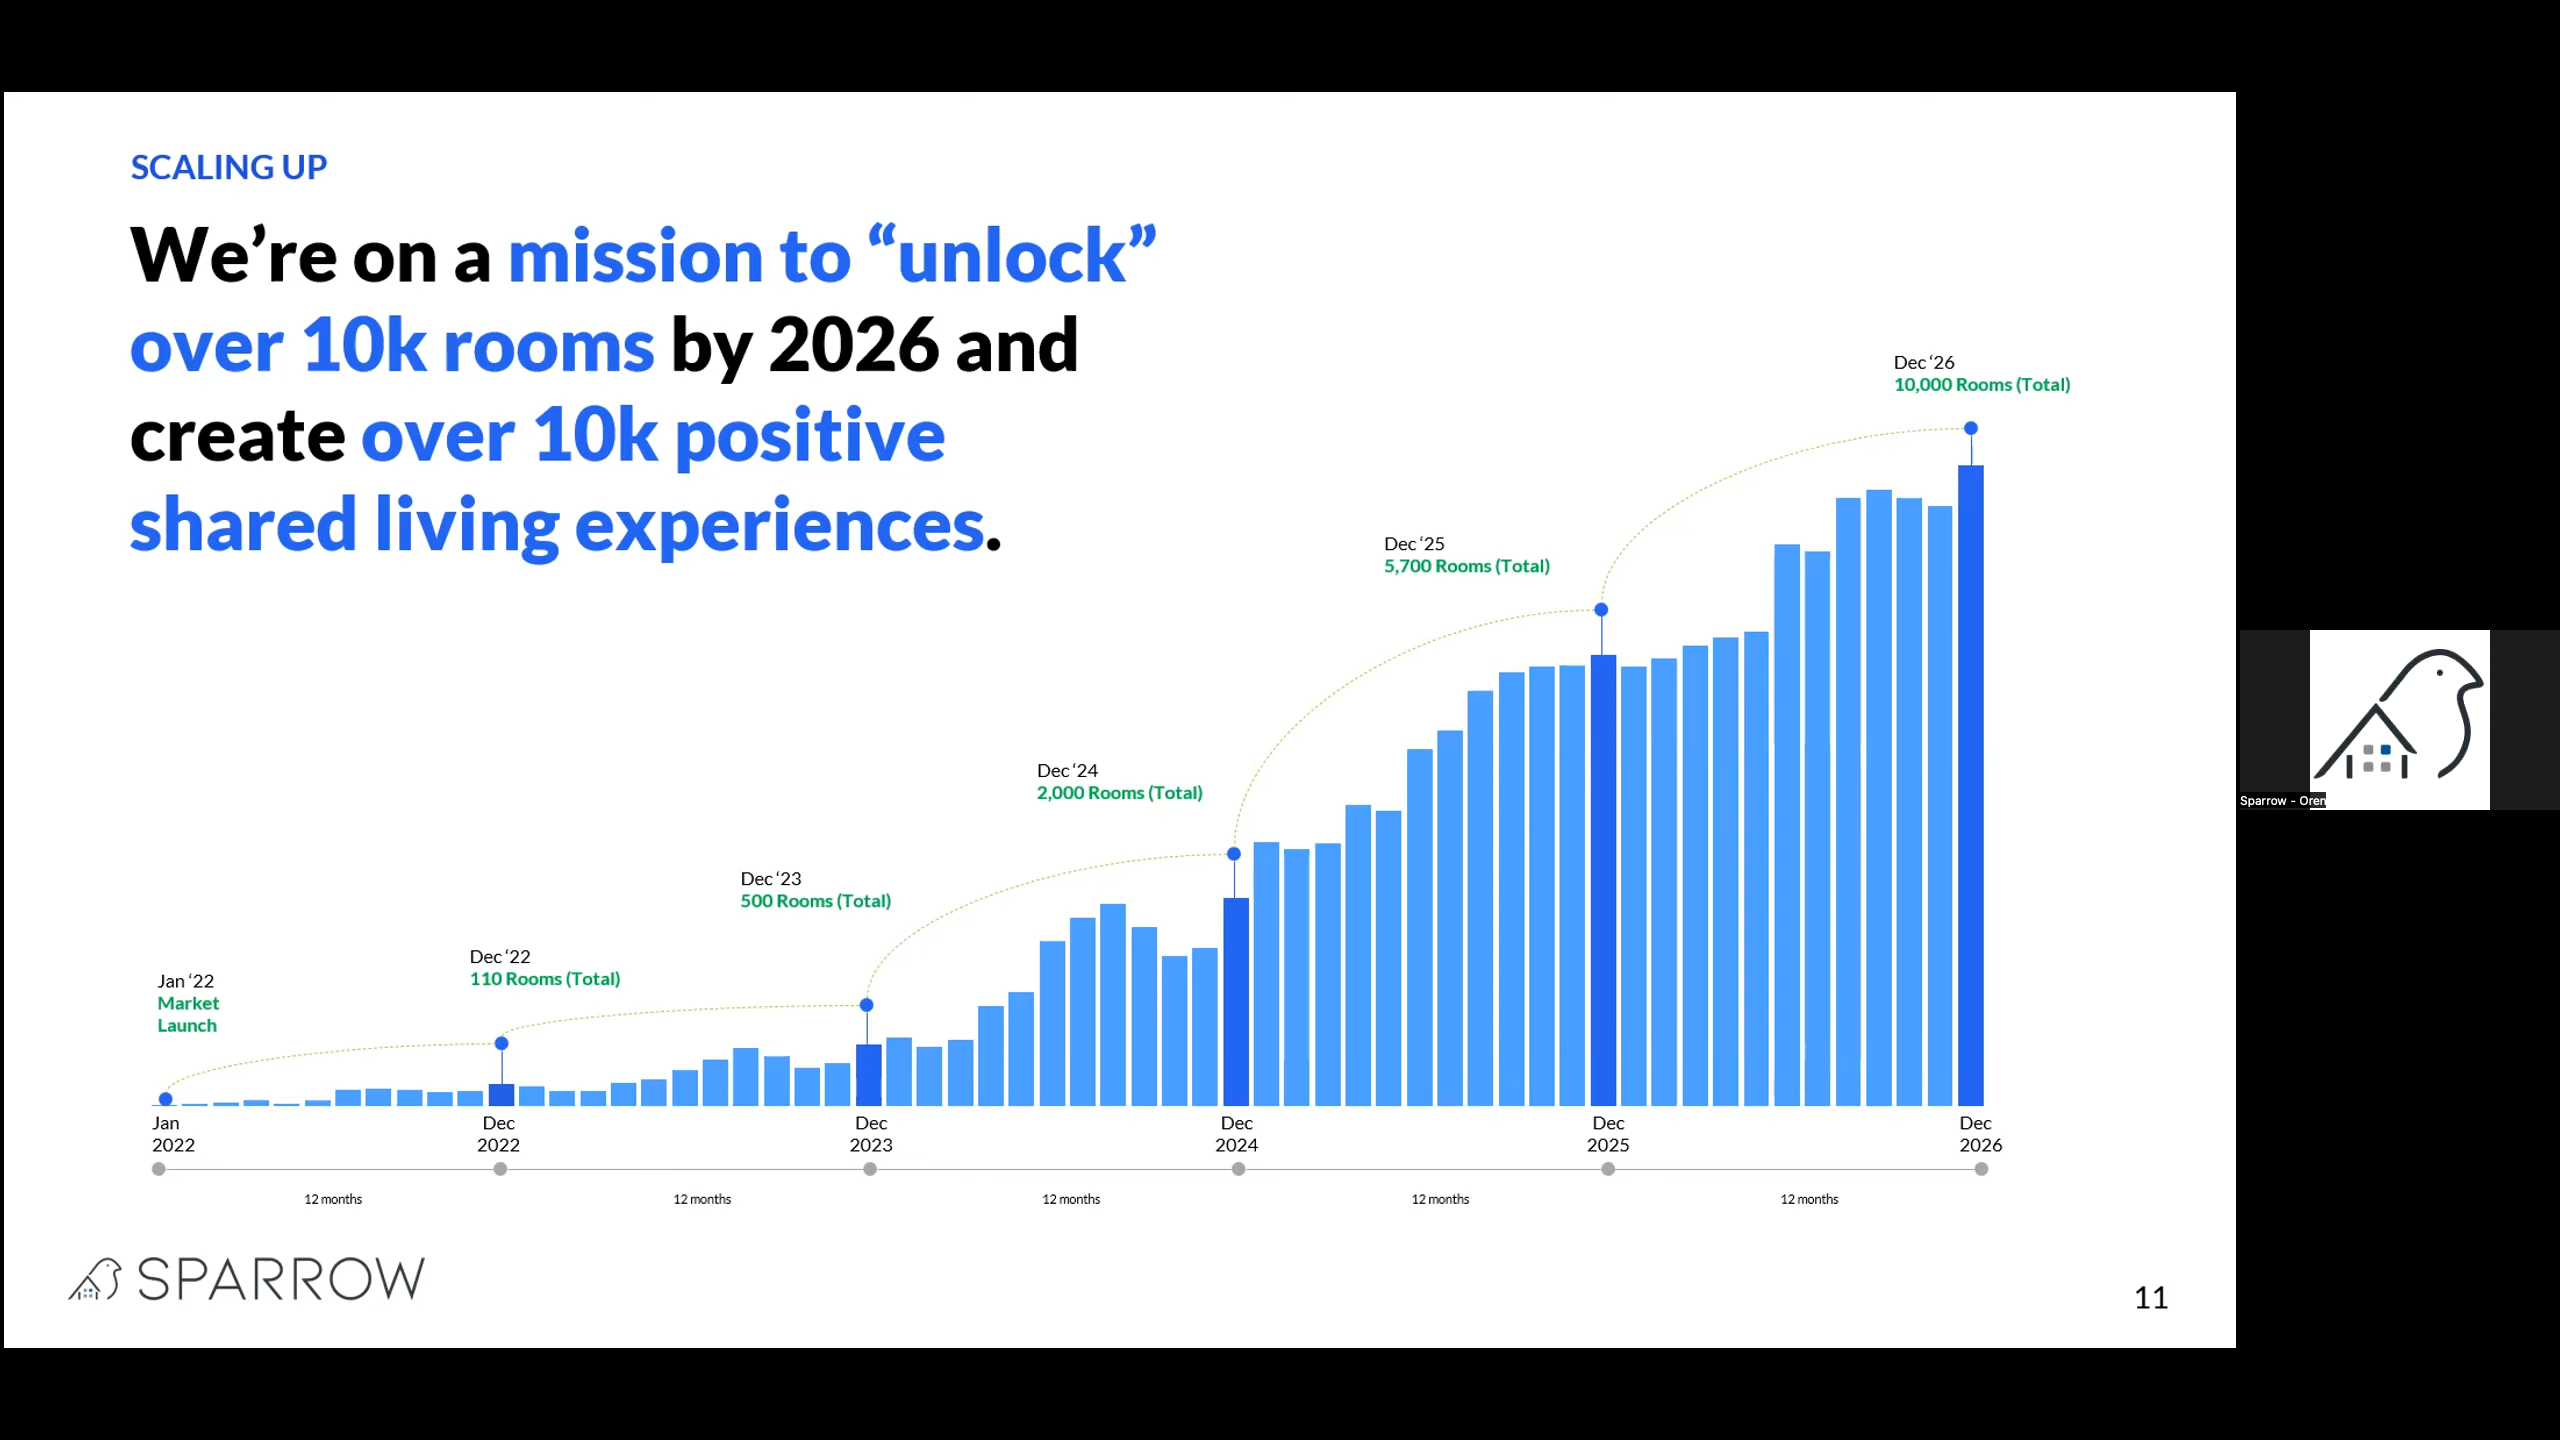 SCALING UP
We’re on a mission to “unlock”
over 10k rooms by 2026 and
create over 10k positive
shared living experiences.
Dec ‘26
10,000 Rooms (Total)
Dec ‘25
5,700 Rooms (Total)
Dec ‘24
2,000 Rooms (Total)
Dec ‘23
500 Rooms (Total)
Dec ‘22
110 Rooms (Total)
Jan ‘22
Market
Launch
Jan
2022
Dec
2022
Dec
2023
Dec
2024
Dec
2025
Dec
2026
12 months
12 months
12 months
12 months
12 months
SPARROW
11
Sparrow - Oren